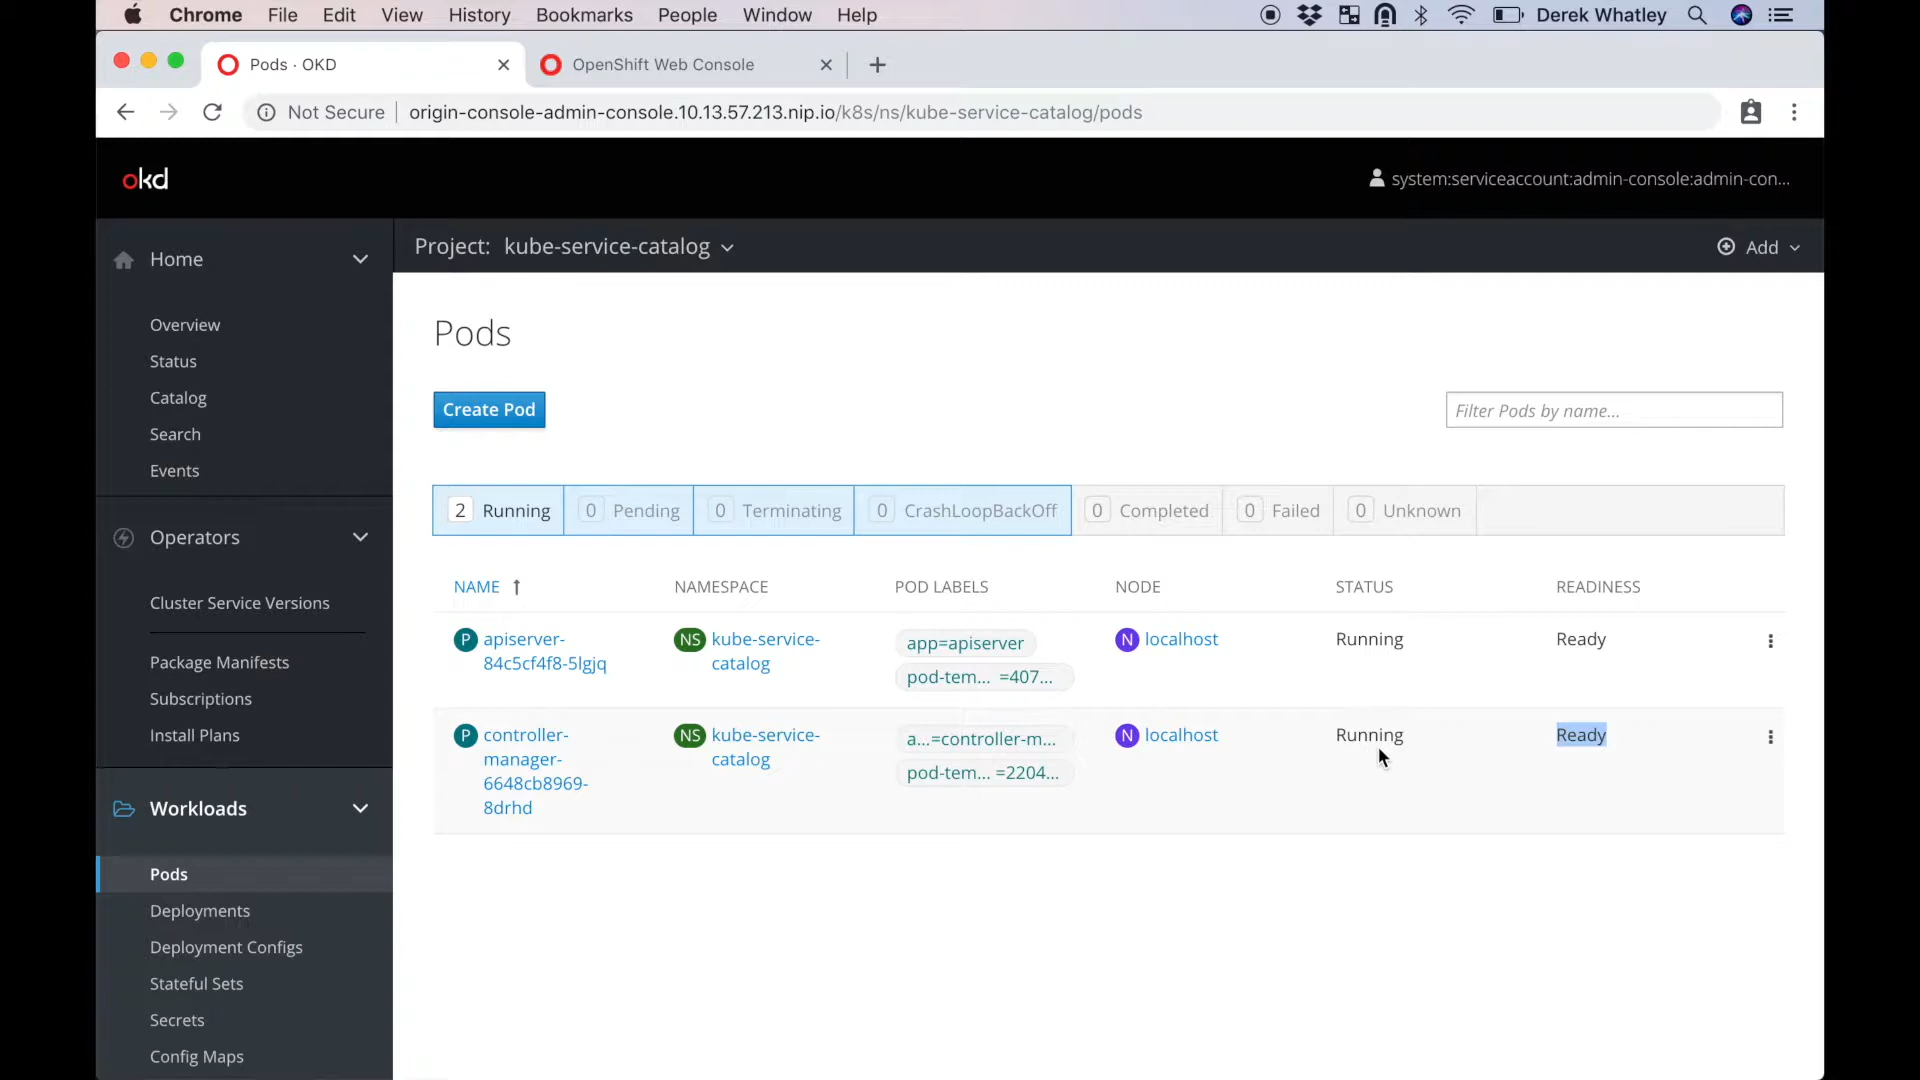 Chrome File Edit View History Bookmarks People Window Help Derek Whatley
Pods · OKD OpenShift Web Console
Not Secure origin-console-admin-console.10.13.57.213.nip.io/k8s/ns/kube-service-catalog/pods
okd system:serviceaccount:admin-console:admin-con...
Home
Overview
Status
Catalog
Search
Events
Operators
Cluster Service Versions
Package Manifests
Subscriptions
Install Plans
Workloads
Pods
Deployments
Deployment Configs
Stateful Sets
Secrets
Config Maps
Project: kube-service-catalog Add
Pods
Create Pod Filter Pods by name...
2 Running 0 Pending 0 Terminating 0 CrashLoopBackOff 0 Completed 0 Failed 0 Unknown
NAME NAMESPACE POD LABELS NODE STATUS READINESS
P apiserver-
84c5cf4f8-5lgjq
NS kube-service-
catalog
app=apiserver
pod-tem... =407...
N localhost
Running
Ready
P controller-
manager-
6648cb8969-
8drhd
NS kube-service-
catalog
a...=controller-m...
pod-tem... =2204...
N localhost
Running
Ready